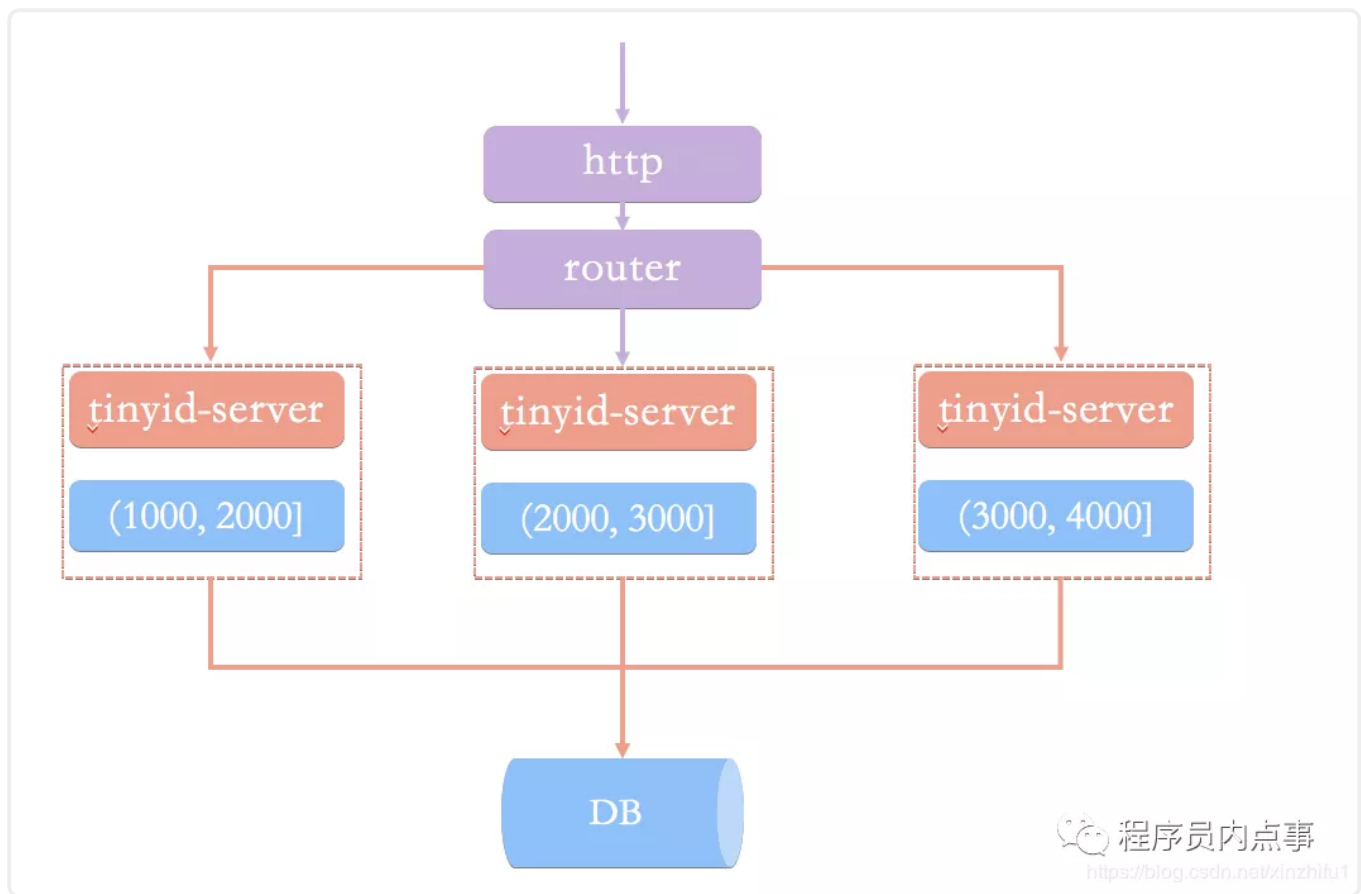 http
router
tinyid-server
tinyid-server
tinyid-server
(1000, 2000]
(2000, 3000]
(3000, 4000]
DB
程序员内点事
https://blog.csdn.net/xinzhifu1